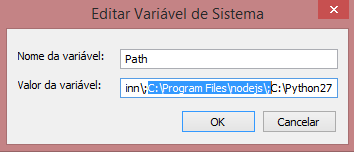 Editar Variável de Sistema
Nome da variável: Path
Valor da variável: inn\;C:\Program Files\nodejs\;C:\Python27
OK Cancelar